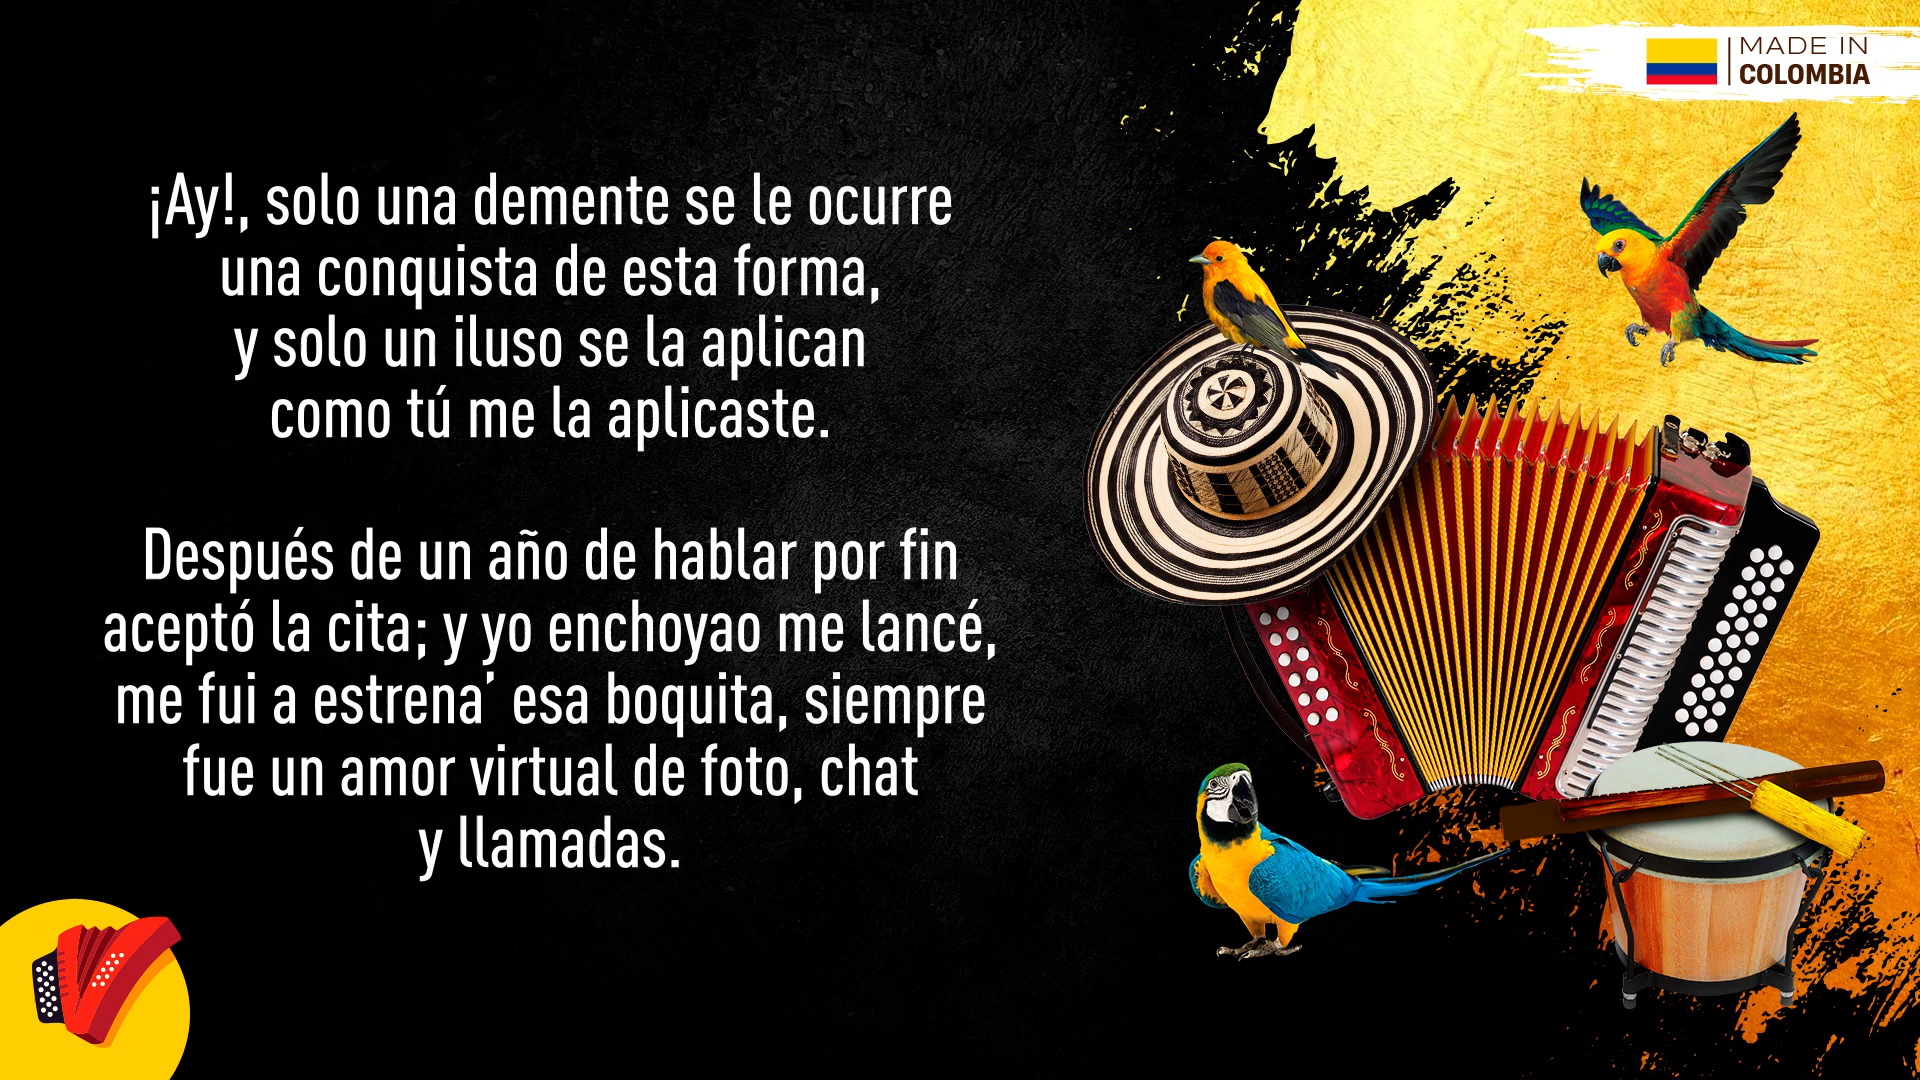 MADE IN
COLOMBIA
¡Ay!, solo una demente se le ocurre
una conquista de esta forma,
y solo un iluso se la aplican
como tú me la aplicaste.
Después de un año de hablar por fin
aceptó la cita; y yo enchoyao me lancé,
me fui a estrena’ esa boquita, siempre
fue un amor virtual de foto, chat
y llamadas.